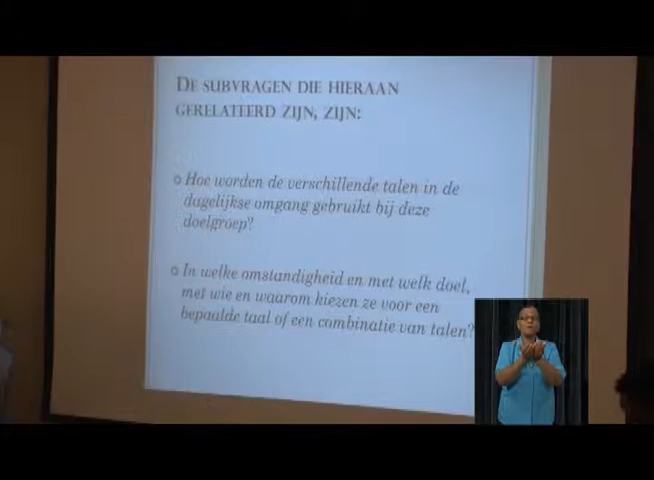 De subvragen die hieraan
gerelateerd zijn, zijn:
Hoe worden de verschillende talen in de
dagelijkse omgang gebruikt bij deze
doelgroep?
In welke omstandigheid en met welk doel,
met wie en waarom kiezen ze voor een
bepaalde taal of een combinatie van talen?